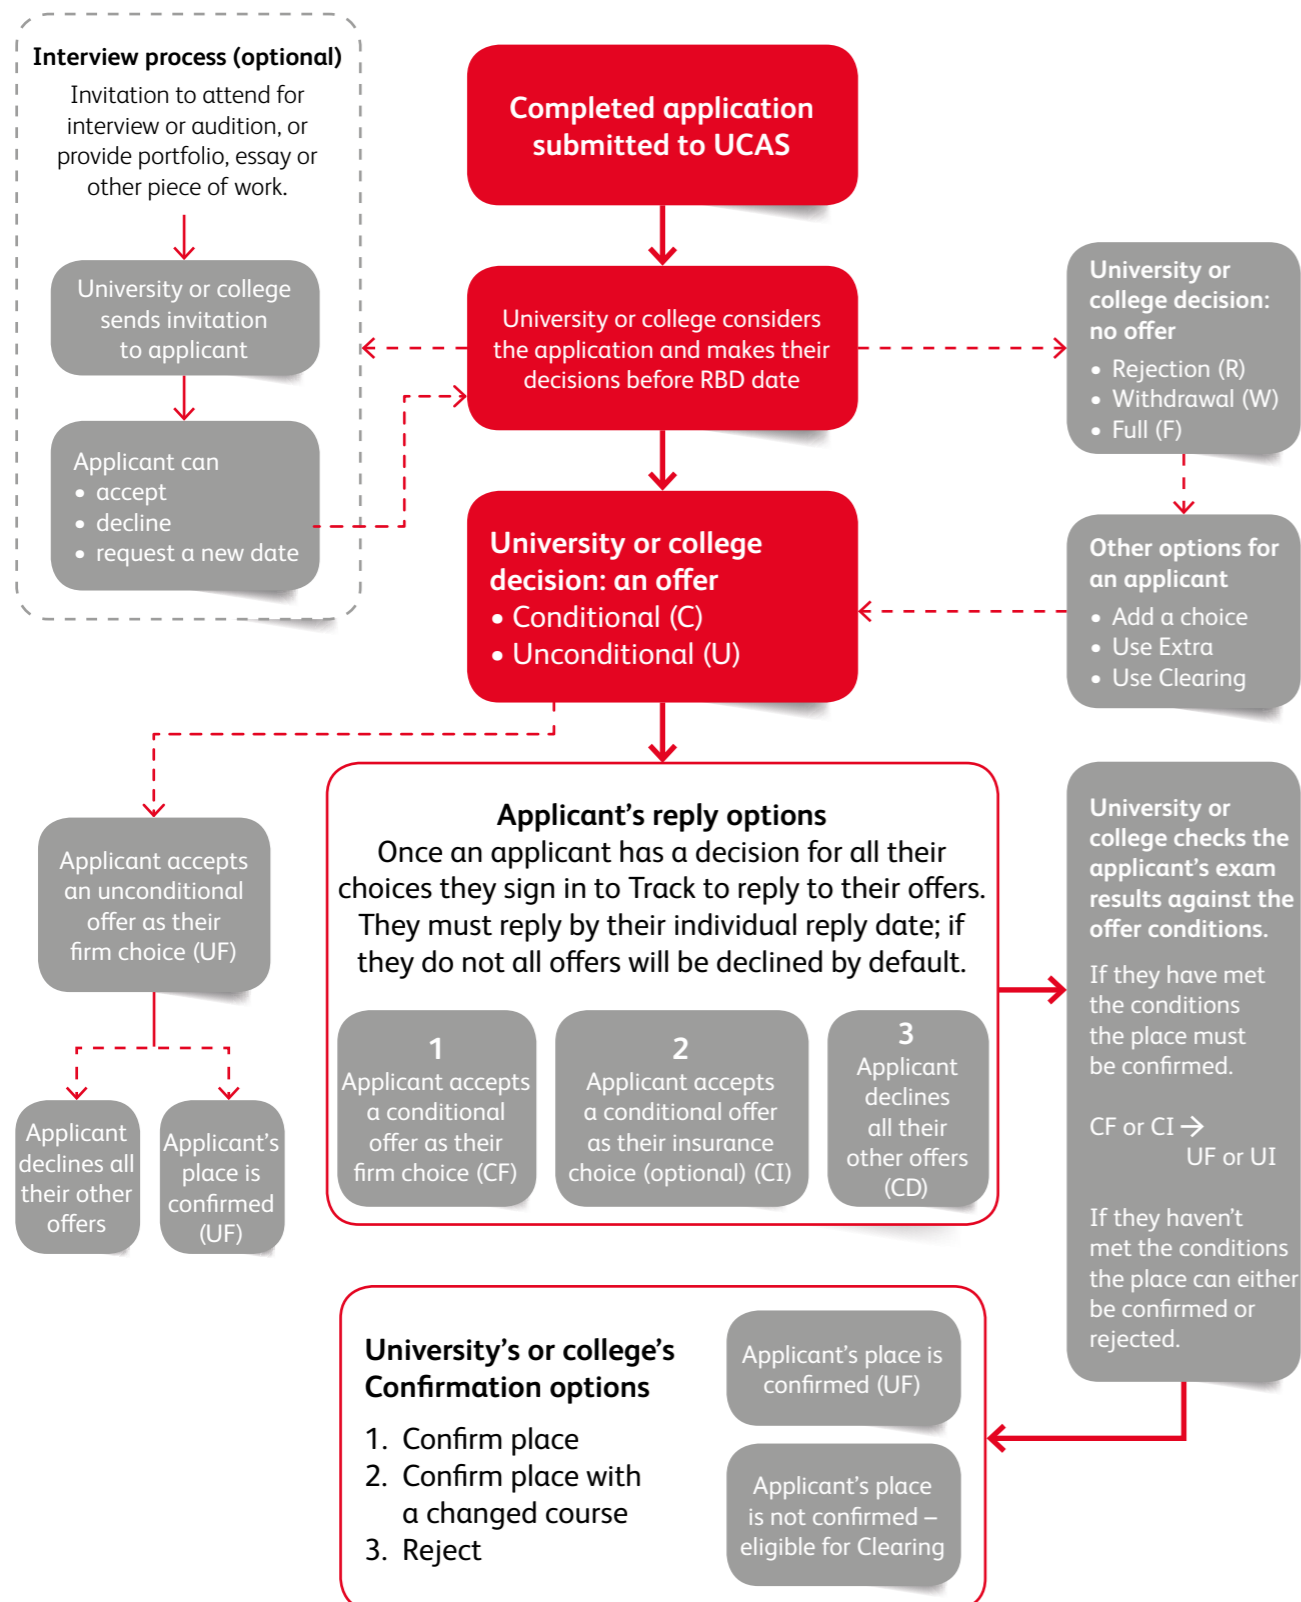 Interview process (optional)
Invitation to attend for
interview or audition, or
provide portfolio, essay or
other piece of work.
University or college
sends invitation
to applicant
Applicant can
• accept
• decline
• request a new date
Completed application
submitted to UCAS
University or college considers
the application and makes their
decisions before RBD date
University or
college decision:
no offer
• Rejection (R)
• Withdrawal (W)
• Full (F)
University or college
decision: an offer
• Conditional (C)
• Unconditional (U)
Other options for
an applicant
• Add a choice
• Use Extra
• Use Clearing
Applicant accepts
an unconditional
offer as their
firm choice (UF)
Applicant
declines all
their other
offers
Applicant's
place is
confirmed
(UF)
Applicant’s reply options
Once an applicant has a decision for all their
choices they sign in to Track to reply to their offers.
They must reply by their individual reply date; if
they do not all offers will be declined by default.
1
Applicant accepts
a conditional
offer as their
firm choice (CF)
2
Applicant accepts
a conditional offer
as their insurance
choice (optional) (CI)
3
Applicant
declines
all their
other offers
(CD)
University or
college checks the
applicant’s exam
results against the
offer conditions.
If they have met
the conditions
the place must
be confirmed.
CF or CI →
UF or UI
If they haven’t
met the conditions
the place can either
be confirmed or
rejected.
University’s or college’s
Confirmation options
1. Confirm place
2. Confirm place with
a changed course
3. Reject
Applicant’s place is
confirmed (UF)
Applicant’s place
is not confirmed –
eligible for Clearing